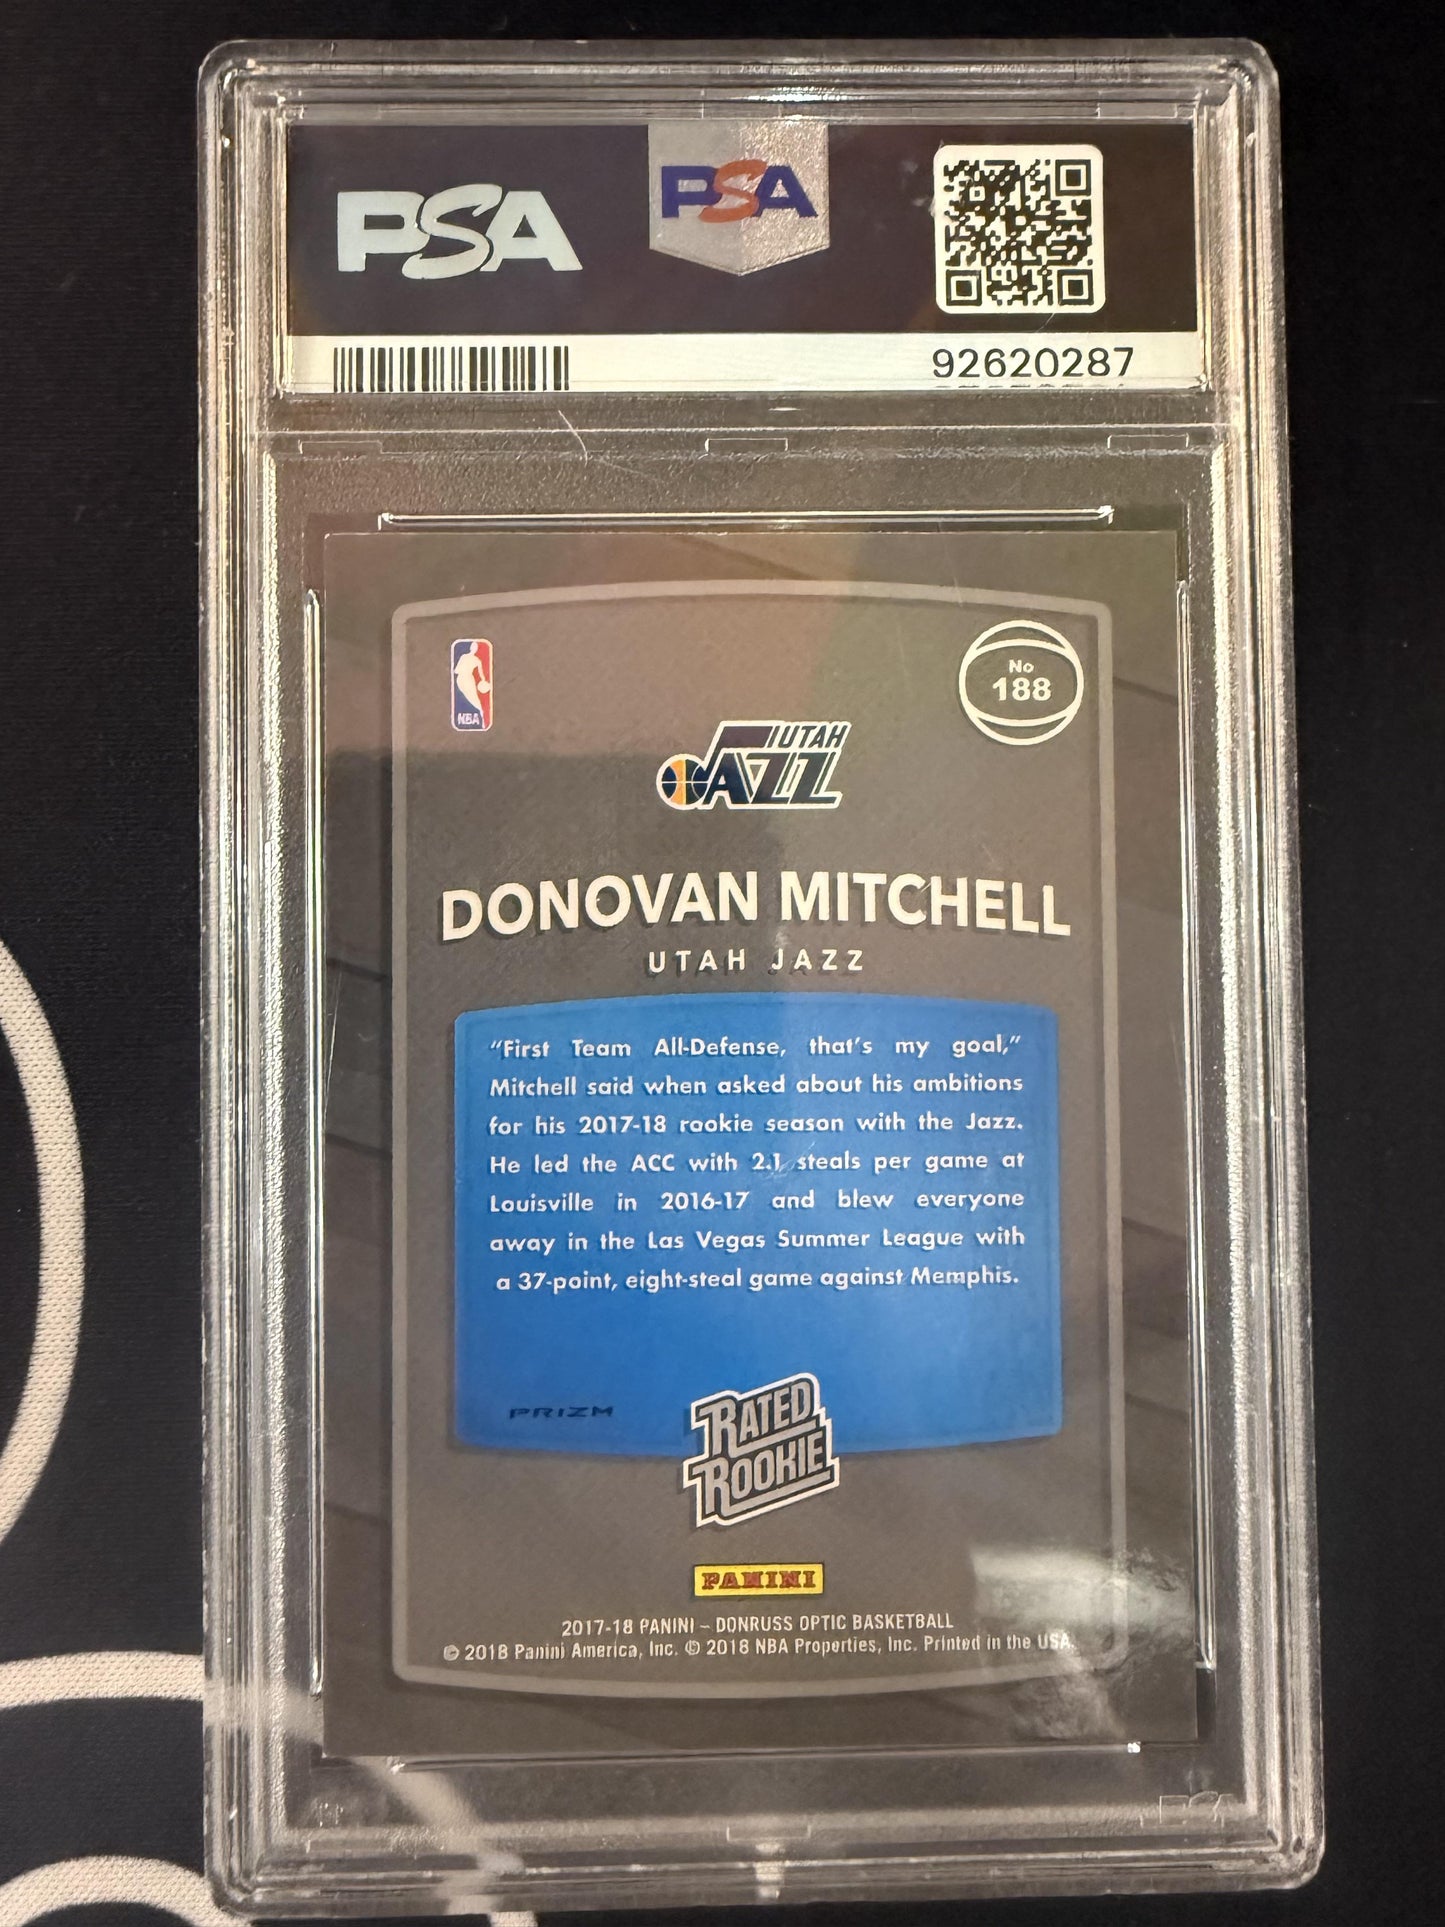 PSA
PSA
92620287
NBA
No
188
UTAH
JAZZ
DONOVAN MITCHELL
UTAH JAZZ
“First Team All-Defense, that's my goal,”
Mitchell said when asked about his ambitions
for his 2017-18 rookie season with the Jazz.
He led the ACC with 2.1 steals per game at
Louisville in 2016-17 and blew everyone
away in the Las Vegas Summer League with
a 37-point, eight-steal game against Memphis.
PRIZM
RATED
ROOKIE
PANINI
2017-18 PANINI – DONRUSS OPTIC BASKETBALL
© 2018 Panini America, Inc. © 2018 NBA Properties, Inc. Printed in the USA.
PSA